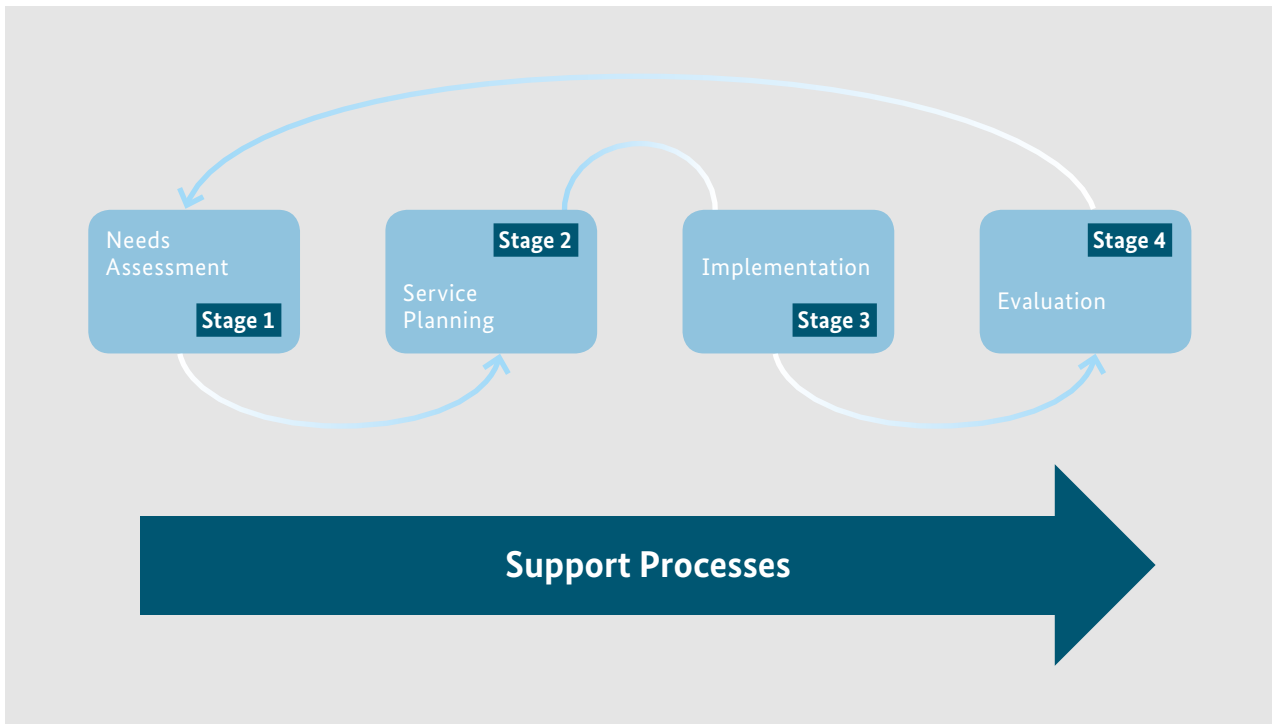 Needs
Assessment
Stage 1
Stage 2
Service
Planning
Implementation
Stage 3
Stage 4
Evaluation
Support Processes